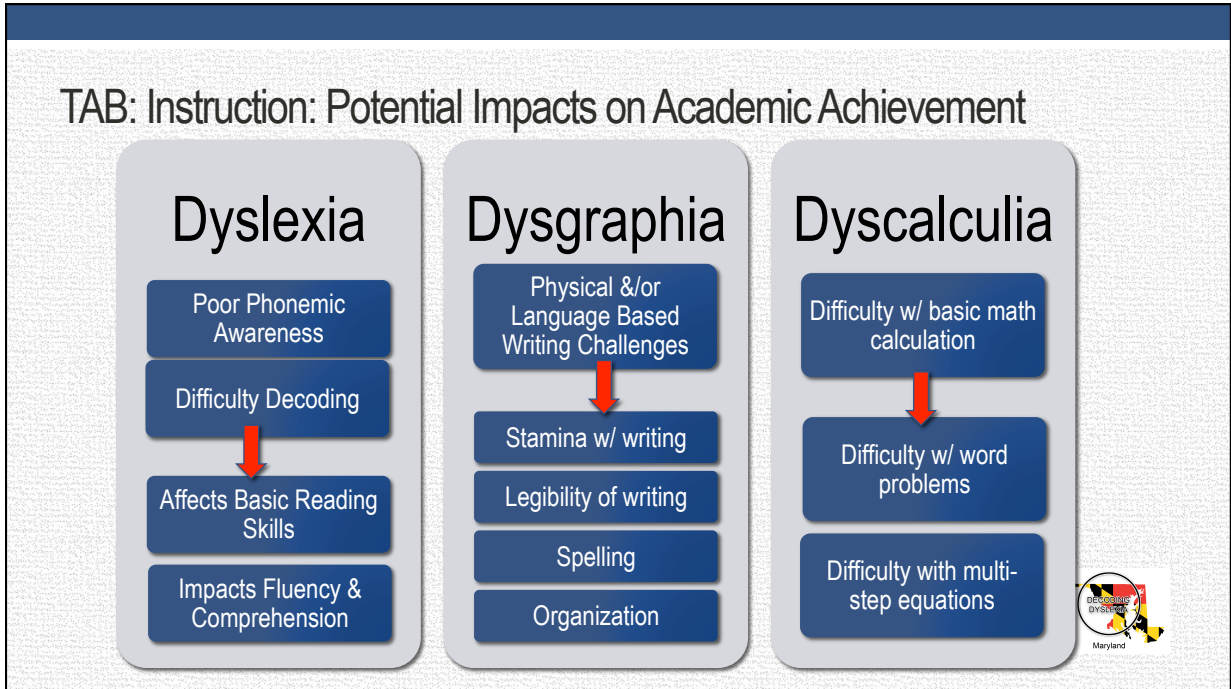 TAB: Instruction: Potential Impacts on Academic Achievement
Dyslexia
Poor Phonemic
Awareness
Difficulty Decoding
Affects Basic Reading
Skills
Impacts Fluency &
Comprehension
Dysgraphia
Physical &/or
Language Based
Writing Challenges
Stamina w/ writing
Legibility of writing
Spelling
Organization
Dyscalculia
Difficulty w/ basic math
calculation
Difficulty w/ word
problems
Difficulty with multi-
step equations
DECODING
DYSLEXIA
Maryland